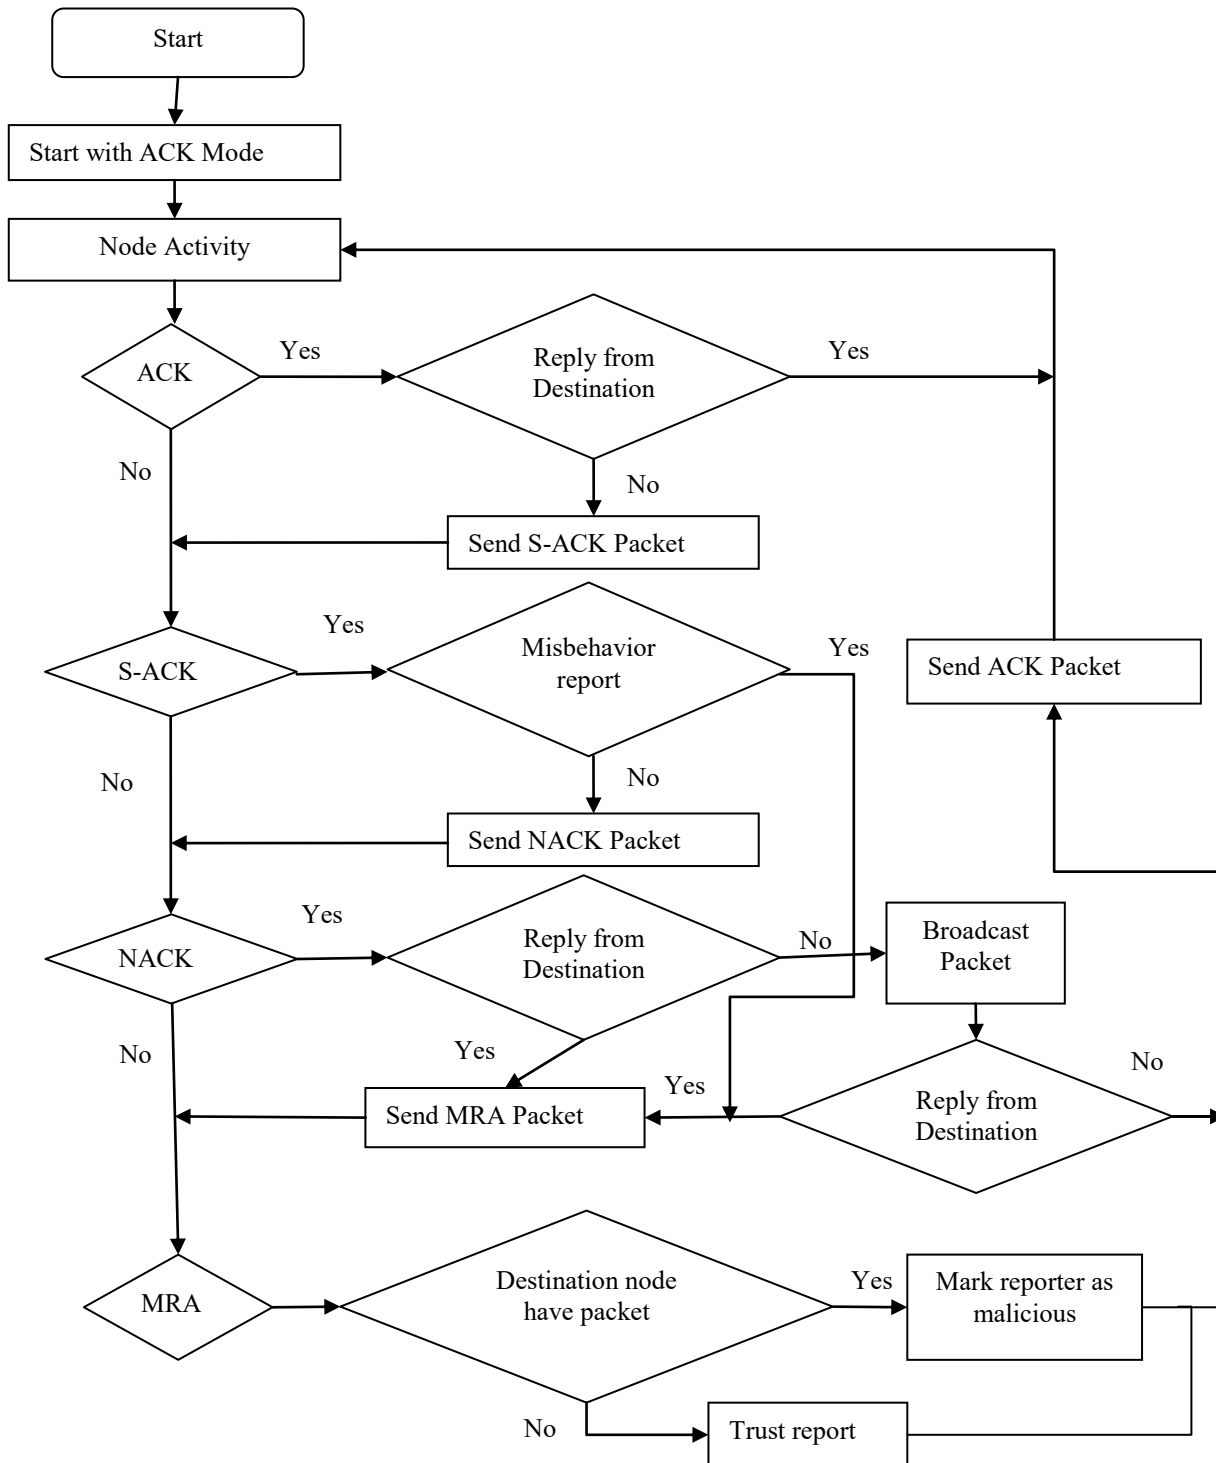 Start
Start with ACK Mode
Node Activity
ACK
Yes
Reply from
Destination
Yes
No
No
Send S-ACK Packet
S-ACK
Yes
Misbehavior
report
Yes
Send ACK Packet
No
No
Send NACK Packet
NACK
Yes
Reply from
Destination
No
Broadcast
Packet
No
Yes
Send MRA Packet
Yes
Reply from
Destination
No
MRA
Destination node
have packet
Yes
Mark reporter as
malicious
No
Trust report